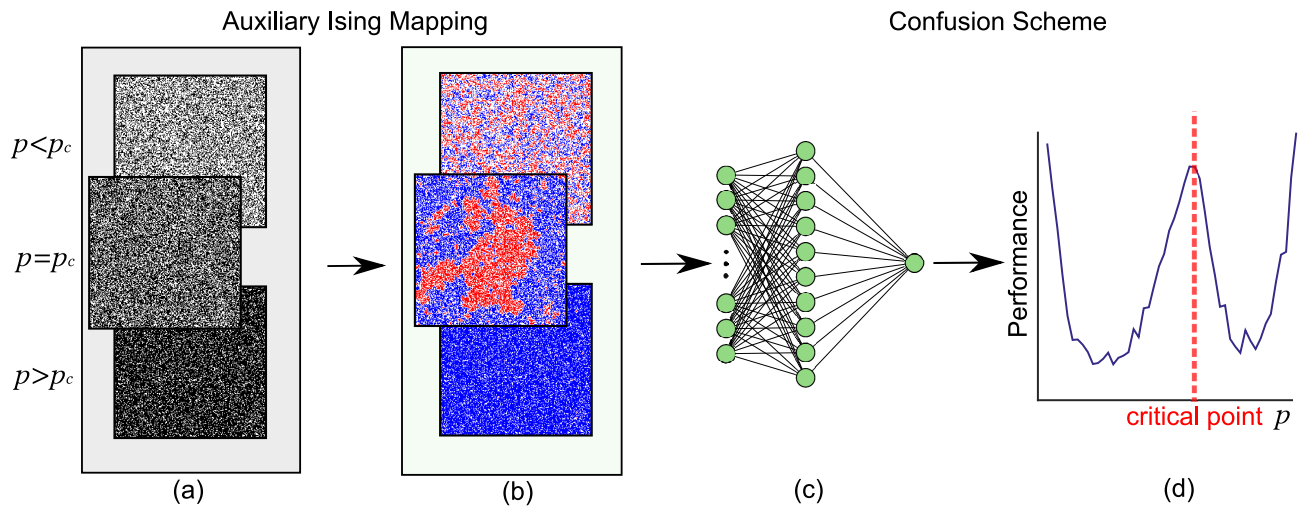 Auxiliary Ising Mapping
Confusion Scheme
p<pc
p=pc
p>pc
Performance
critical point p
(a)
(b)
(c)
(d)